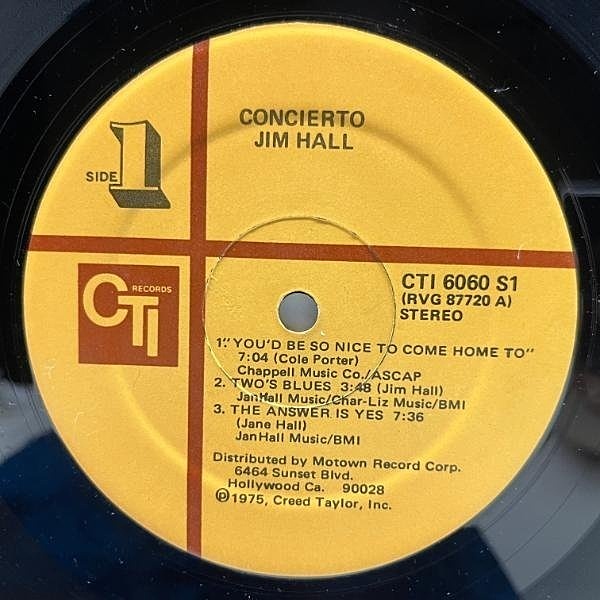 CONCIERTO
JIM HALL
SIDE 1
CTI RECORDS
CTI 6060 S1
(RVG 87720 A)
STEREO
1. "YOU'D BE SO NICE TO COME HOME TO"
7:04 (Cole Porter)
Chappell Music Co./ASCAP
2. TWO'S BLUES 3:48 (Jim Hall)
JanHall Music/Char-Liz Music/BMI
3. THE ANSWER IS YES 7:36
(Jane Hall)
JanHall Music/BMI
Distributed by Motown Record Corp.
6464 Sunset Blvd.
Hollywood Ca. 90028
℗1975, Creed Taylor, Inc.